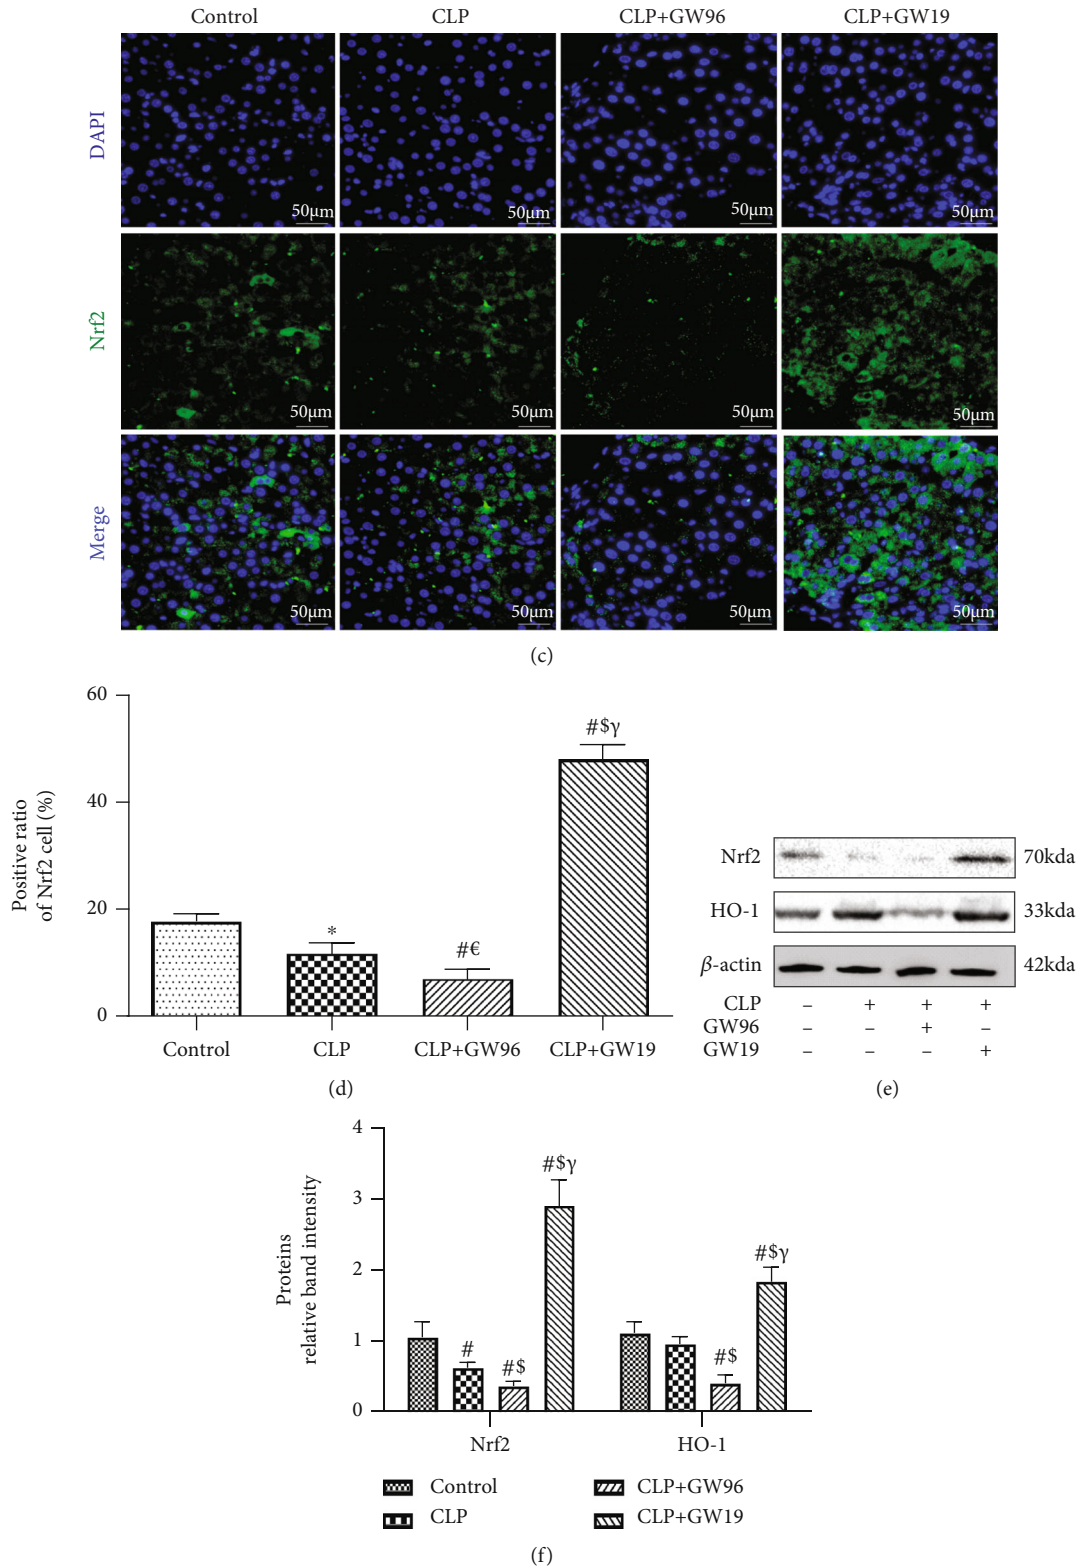 Control CLP CLP+GW96 CLP+GW19
DAPI
50μm 50μm 50μm 50μm
Nrf2
50μm 50μm 50μm 50μm
Merge
50μm 50μm 50μm 50μm
(c)
Positive ratio
of Nrf2 cell (%)
60
40
20
0
*
#€
#$γ
Control CLP CLP+GW96 CLP+GW19
(d)
Nrf2 70kda
HO-1 33kda
β-actin 42kda
CLP – + + +
GW96 – – + –
GW19 – – – +
(e)
Proteins
relative band intensity
4
3
2
1
0
#
#$
#$γ
#$
#$γ
Nrf2 HO-1
Control CLP+GW96
CLP CLP+GW19
(f)